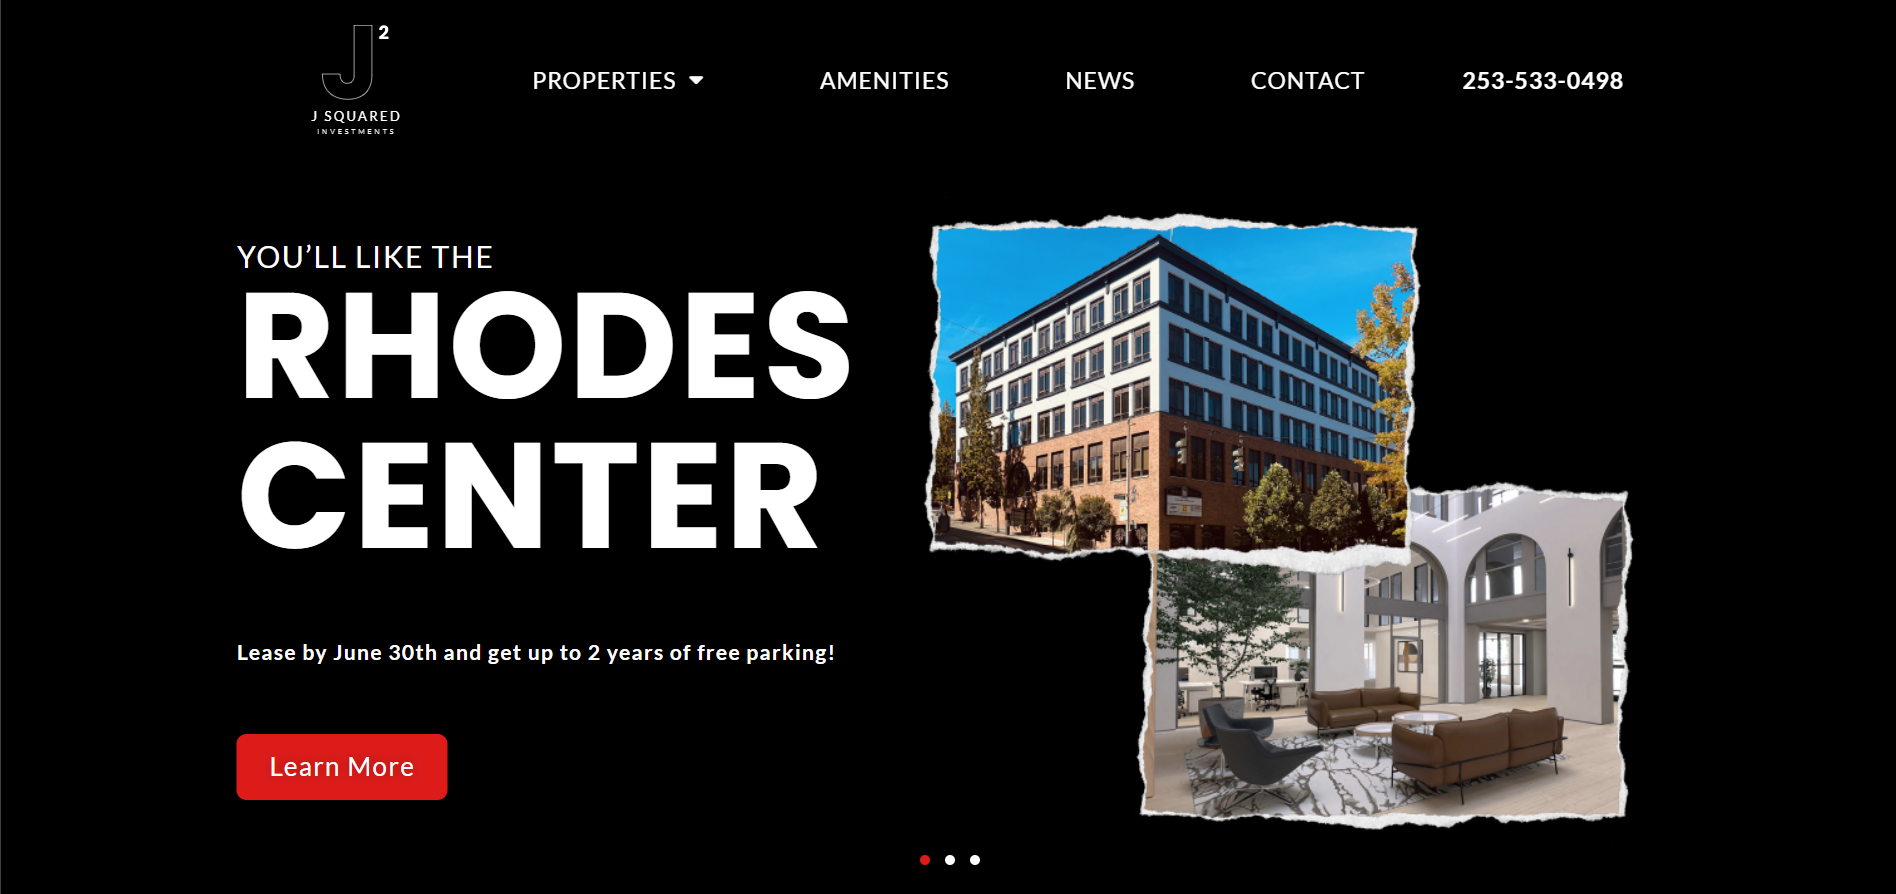 J²
J SQUARED
INVESTMENTS
PROPERTIES
AMENITIES
NEWS
CONTACT
253-533-0498
YOU’LL LIKE THE
RHODES
CENTER
Lease by June 30th and get up to 2 years of free parking!
Learn More